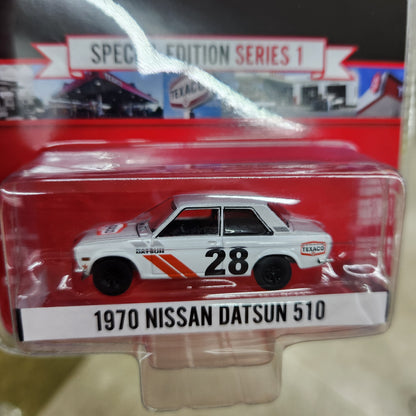 SPECIAL EDITION SERIES 1
TEXACO
DATSUN
28
TEXACO
1970 NISSAN DATSUN 510